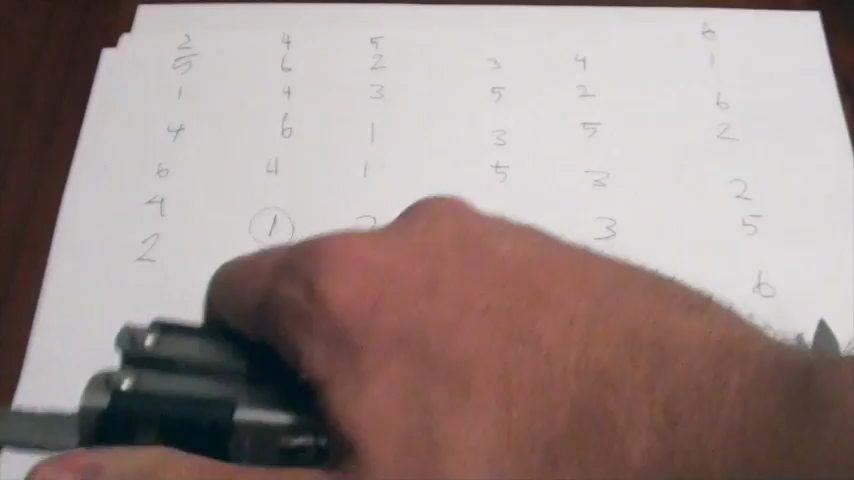 2 4 5 6
5 6 2 3 4 1
1 4 3 5 2 6
4 6 1 3 5 2
6 4 1 5 3 2
4 1 3 5
2 6